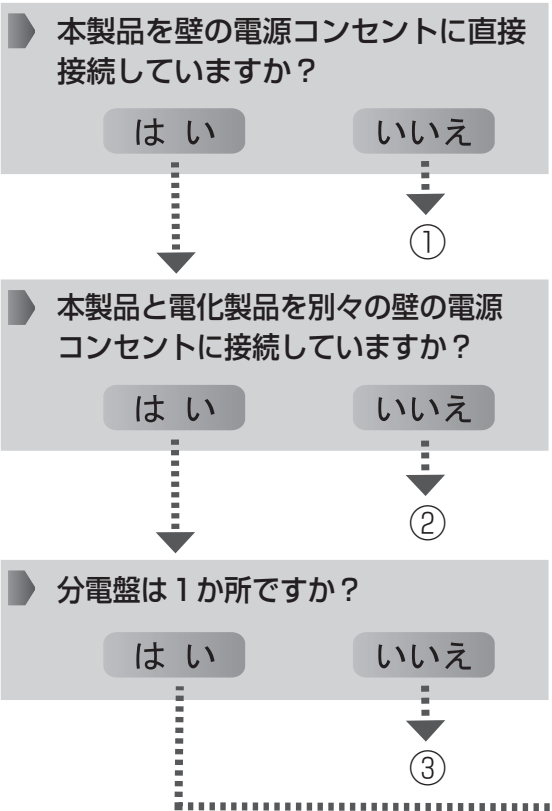 本製品を壁の電源コンセントに直接
接続していますか？
はい いいえ
①
本製品と電化製品を別々の壁の電源
コンセントに接続していますか？
はい いいえ
②
分電盤は1か所ですか？
はい いいえ
③